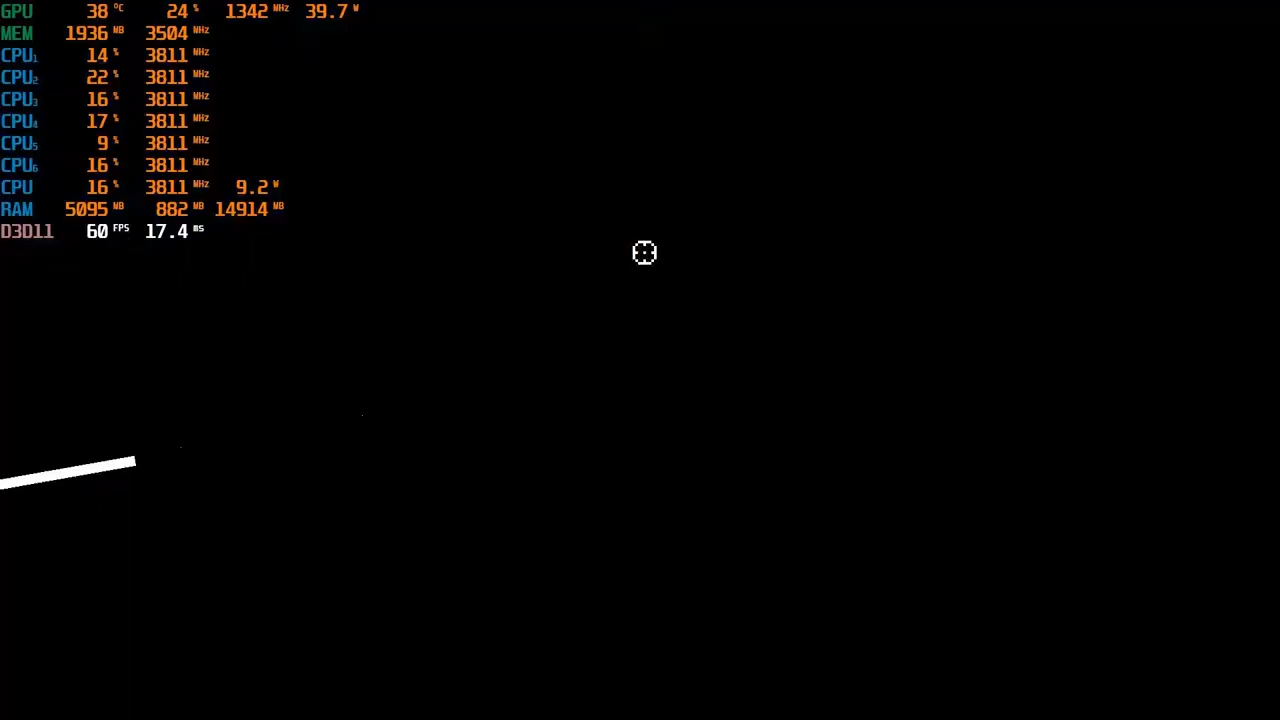 GPU 38 °C 24 % 1342 MHz 39.7 W
MEM 1936 MB 3504 MHz
CPU1 14 % 3811 MHz
CPU2 22 % 3811 MHz
CPU3 16 % 3811 MHz
CPU4 17 % 3811 MHz
CPU5 9 % 3811 MHz
CPU6 16 % 3811 MHz
CPU 16 % 3811 MHz 9.2 W
RAM 5095 MB 882 MB 14914 MB
D3D11 60 FPS 17.4 ms